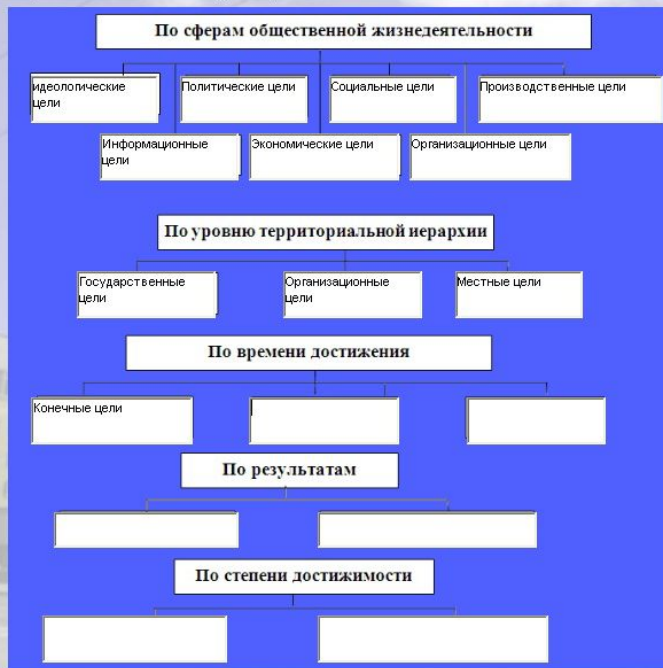 По сферам общественной жизнедеятельности
идеологические
цели
Политические цели
Социальные цели
Производственные цели
Информационные
цели
Экономические цели
Организационные цели
По уровню территориальной иерархии
Государственные
цели
Организационные
цели
Местные цели
По времени достижения
Конечные цели
По результатам
По степени достижимости